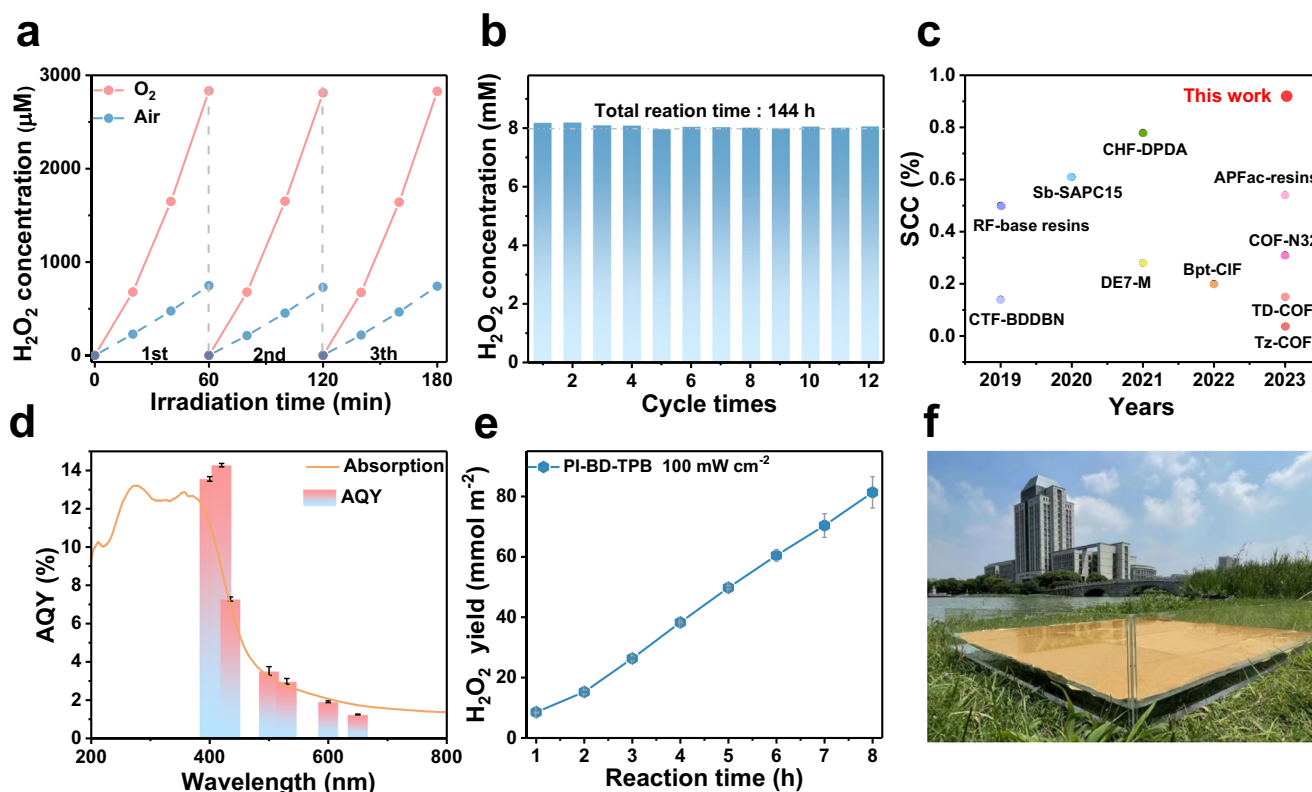 a
3000
2000
1000
0
H₂O₂ concentration (μM)
O₂
Air
1st
2nd
3th
0
60
120
180
Irradiation time (min)
b
10
8
6
4
2
0
H₂O₂ concentration (mM)
Total reation time : 144 h
2
4
6
8
10
12
Cycle times
c
1.0
0.8
0.6
0.4
0.2
0.0
SCC (%)
This work
CHF-DPDA
Sb-SAPC15
APFac-resins
RF-base resins
COF-N32
DE7-M
Bpt-CIF
CTF-BDDBN
TD-COF
Tz-COF
2019
2020
2021
2022
2023
Years
d
14
12
10
8
6
4
2
0
AQY (%)
Absorption
AQY
200
400
600
800
Wavelength (nm)
e
80
60
40
20
0
H₂O₂ yield (mmol m⁻²)
PI-BD-TPB 100 mW cm⁻²
1
2
3
4
5
6
7
8
Reaction time (h)
f